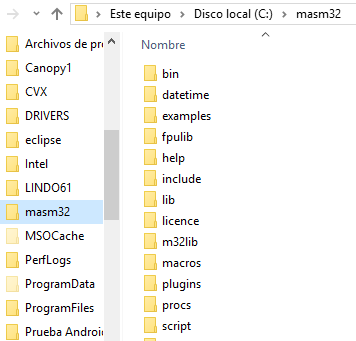 Este equipo > Disco local (C:) > masm32
Archivos de pro
Canopy1
CVX
DRIVERS
eclipse
Intel
LINDO61
masm32
MSOCache
PerfLogs
ProgramData
ProgramFiles
Prueba Android
Nombre
bin
datetime
examples
fpulib
help
include
lib
licence
m32lib
macros
plugins
procs
script